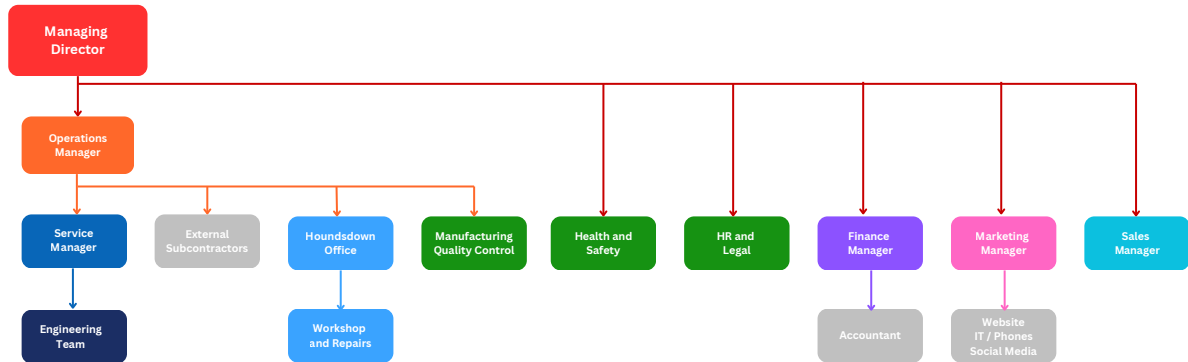 Managing
Director
Operations
Manager
Service
Manager
External
Subcontractors
Houndsdown
Office
Manufacturing
Quality Control
Health and
Safety
HR and
Legal
Finance
Manager
Marketing
Manager
Sales
Manager
Engineering
Team
Workshop
and Repairs
Accountant
Website
IT / Phones
Social Media